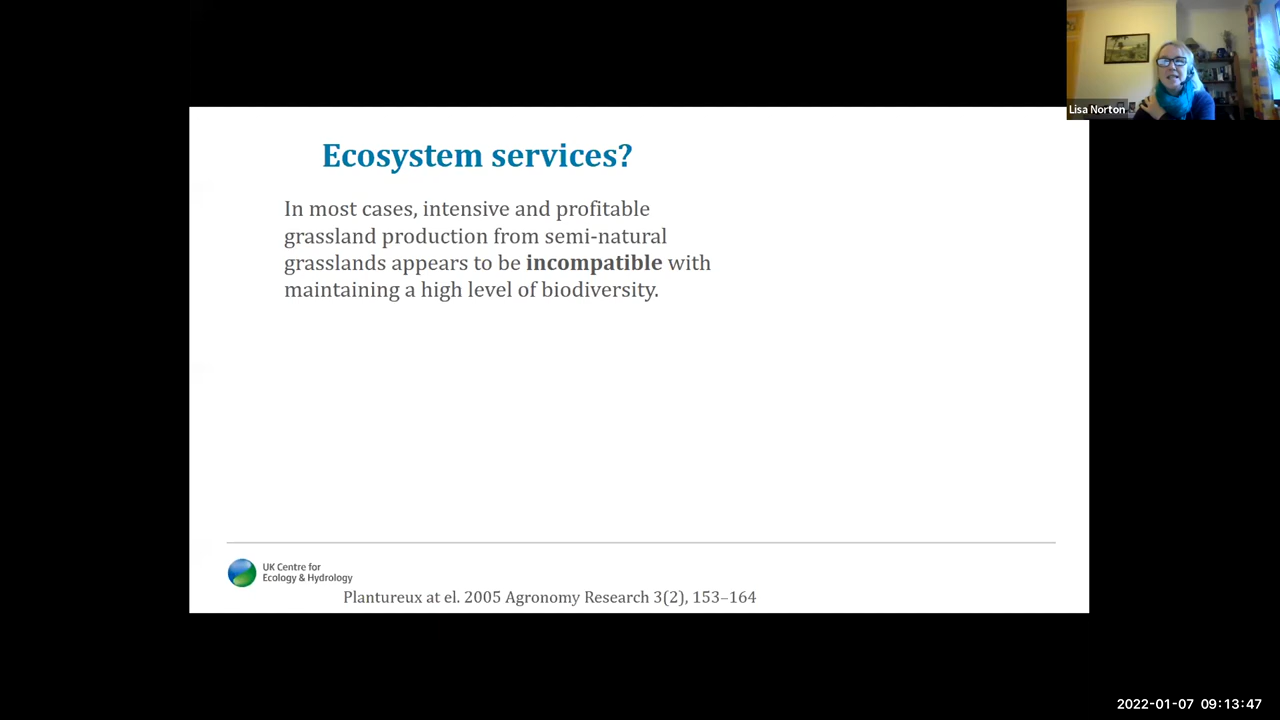 Lisa Norton
Ecosystem services?
In most cases, intensive and profitable
grassland production from semi-natural
grasslands appears to be incompatible with
maintaining a high level of biodiversity.
UK Centre for
Ecology & Hydrology
Plantureux at el. 2005 Agronomy Research 3(2), 153–164
2022-01-07 09:13:47